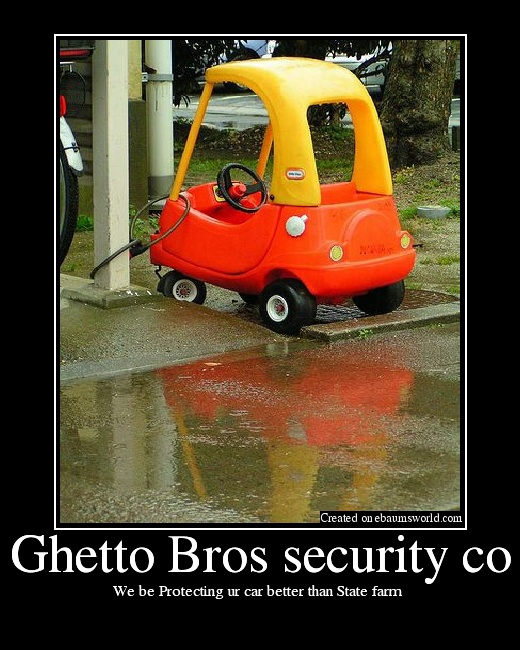 Created on ebaumsworld.com
Ghetto Bros security co
We be Protecting ur car better than State farm